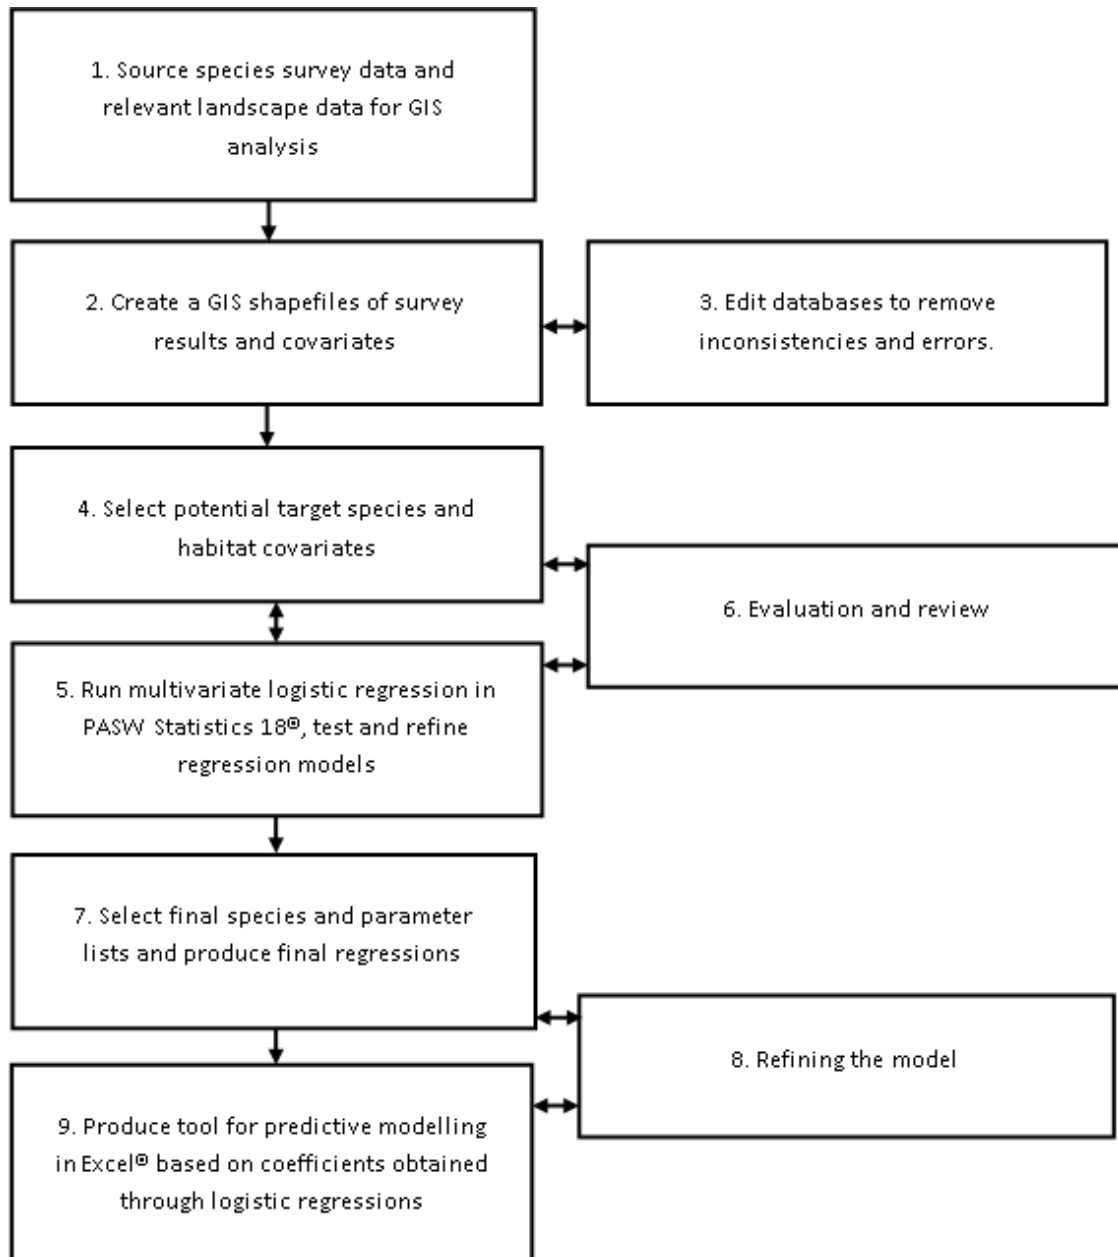 1. Source species survey data and
relevant landscape data for GIS
analysis
2. Create a GIS shapefiles of survey
results and covariates
3. Edit databases to remove
inconsistencies and errors.
4. Select potential target species and
habitat covariates
5. Run multivariate logistic regression in
PASW Statistics 18®, test and refine
regression models
6. Evaluation and review
7. Select final species and parameter
lists and produce final regressions
8. Refining the model
9. Produce tool for predictive modelling
in Excel® based on coefficients obtained
through logistic regressions